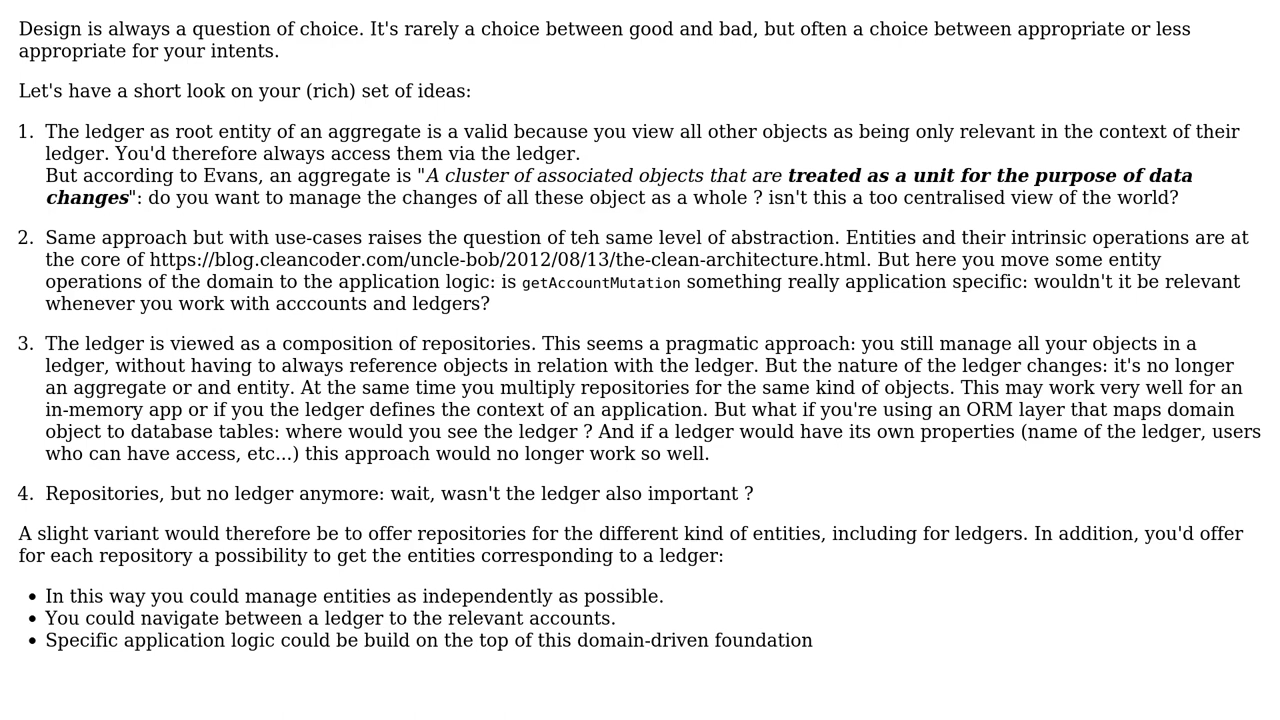 Design is always a question of choice. It's rarely a choice between good and bad, but often a choice between appropriate or less
appropriate for your intents.
Let's have a short look on your (rich) set of ideas:
1. The ledger as root entity of an aggregate is a valid because you view all other objects as being only relevant in the context of their
ledger. You'd therefore always access them via the ledger.
But according to Evans, an aggregate is "A cluster of associated objects that are treated as a unit for the purpose of data
changes": do you want to manage the changes of all these object as a whole ? isn't this a too centralised view of the world?
2. Same approach but with use-cases raises the question of teh same level of abstraction. Entities and their intrinsic operations are at
the core of https://blog.cleancoder.com/uncle-bob/2012/08/13/the-clean-architecture.html. But here you move some entity
operations of the domain to the application logic: is getAccountMutation something really application specific: wouldn't it be relevant
whenever you work with acccounts and ledgers?
3. The ledger is viewed as a composition of repositories. This seems a pragmatic approach: you still manage all your objects in a
ledger, without having to always reference objects in relation with the ledger. But the nature of the ledger changes: it's no longer
an aggregate or and entity. At the same time you multiply repositories for the same kind of objects. This may work very well for an
in-memory app or if you the ledger defines the context of an application. But what if you're using an ORM layer that maps domain
object to database tables: where would you see the ledger ? And if a ledger would have its own properties (name of the ledger, users
who can have access, etc...) this approach would no longer work so well.
4. Repositories, but no ledger anymore: wait, wasn't the ledger also important ?
A slight variant would therefore be to offer repositories for the different kind of entities, including for ledgers. In addition, you'd offer
for each repository a possibility to get the entities corresponding to a ledger:
• In this way you could manage entities as independently as possible.
• You could navigate between a ledger to the relevant accounts.
• Specific application logic could be build on the top of this domain-driven foundation